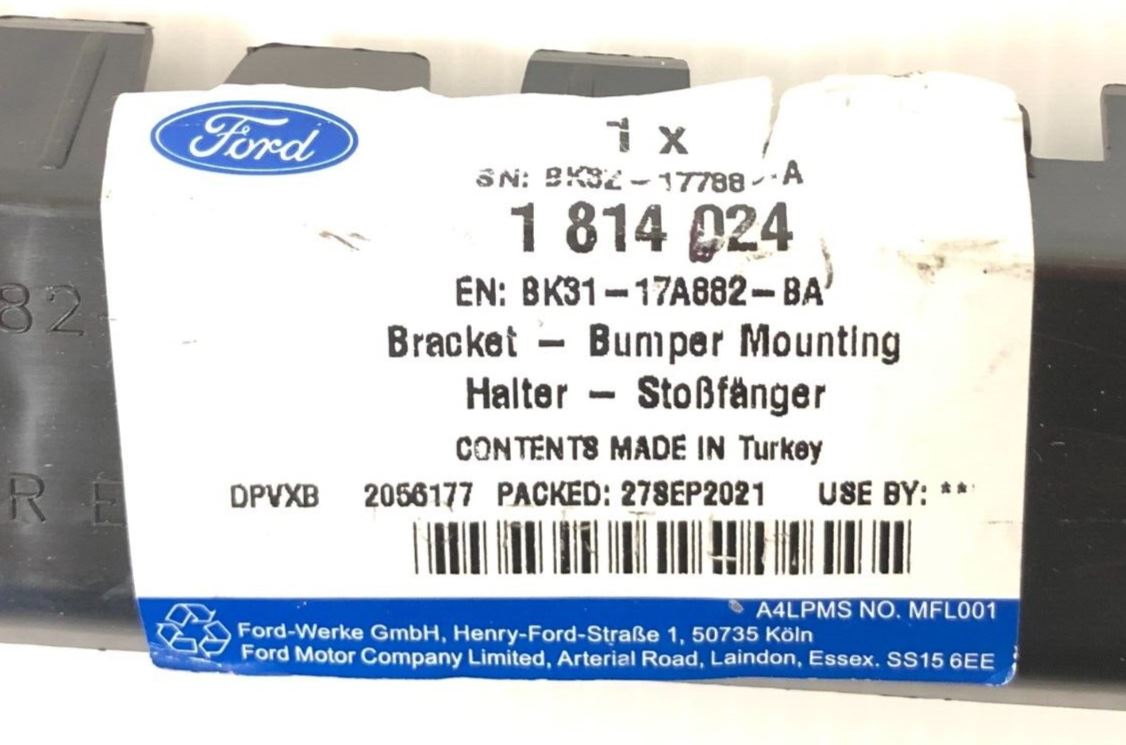 Ford
1 x
SN: BK32-17788- A
1 814 024
EN: BK31-17A882-BA
Bracket - Bumper Mounting
Halter - Stoßfänger
CONTENTS MADE IN Turkey
DPVXB 2056177 PACKED: 27SEP2021 USE BY: **
A4LPMS NO. MFL001
Ford-Werke GmbH, Henry-Ford-Straße 1, 50735 Köln
Ford Motor Company Limited, Arterial Road, Laindon, Essex. SS15 6EE
82
R E